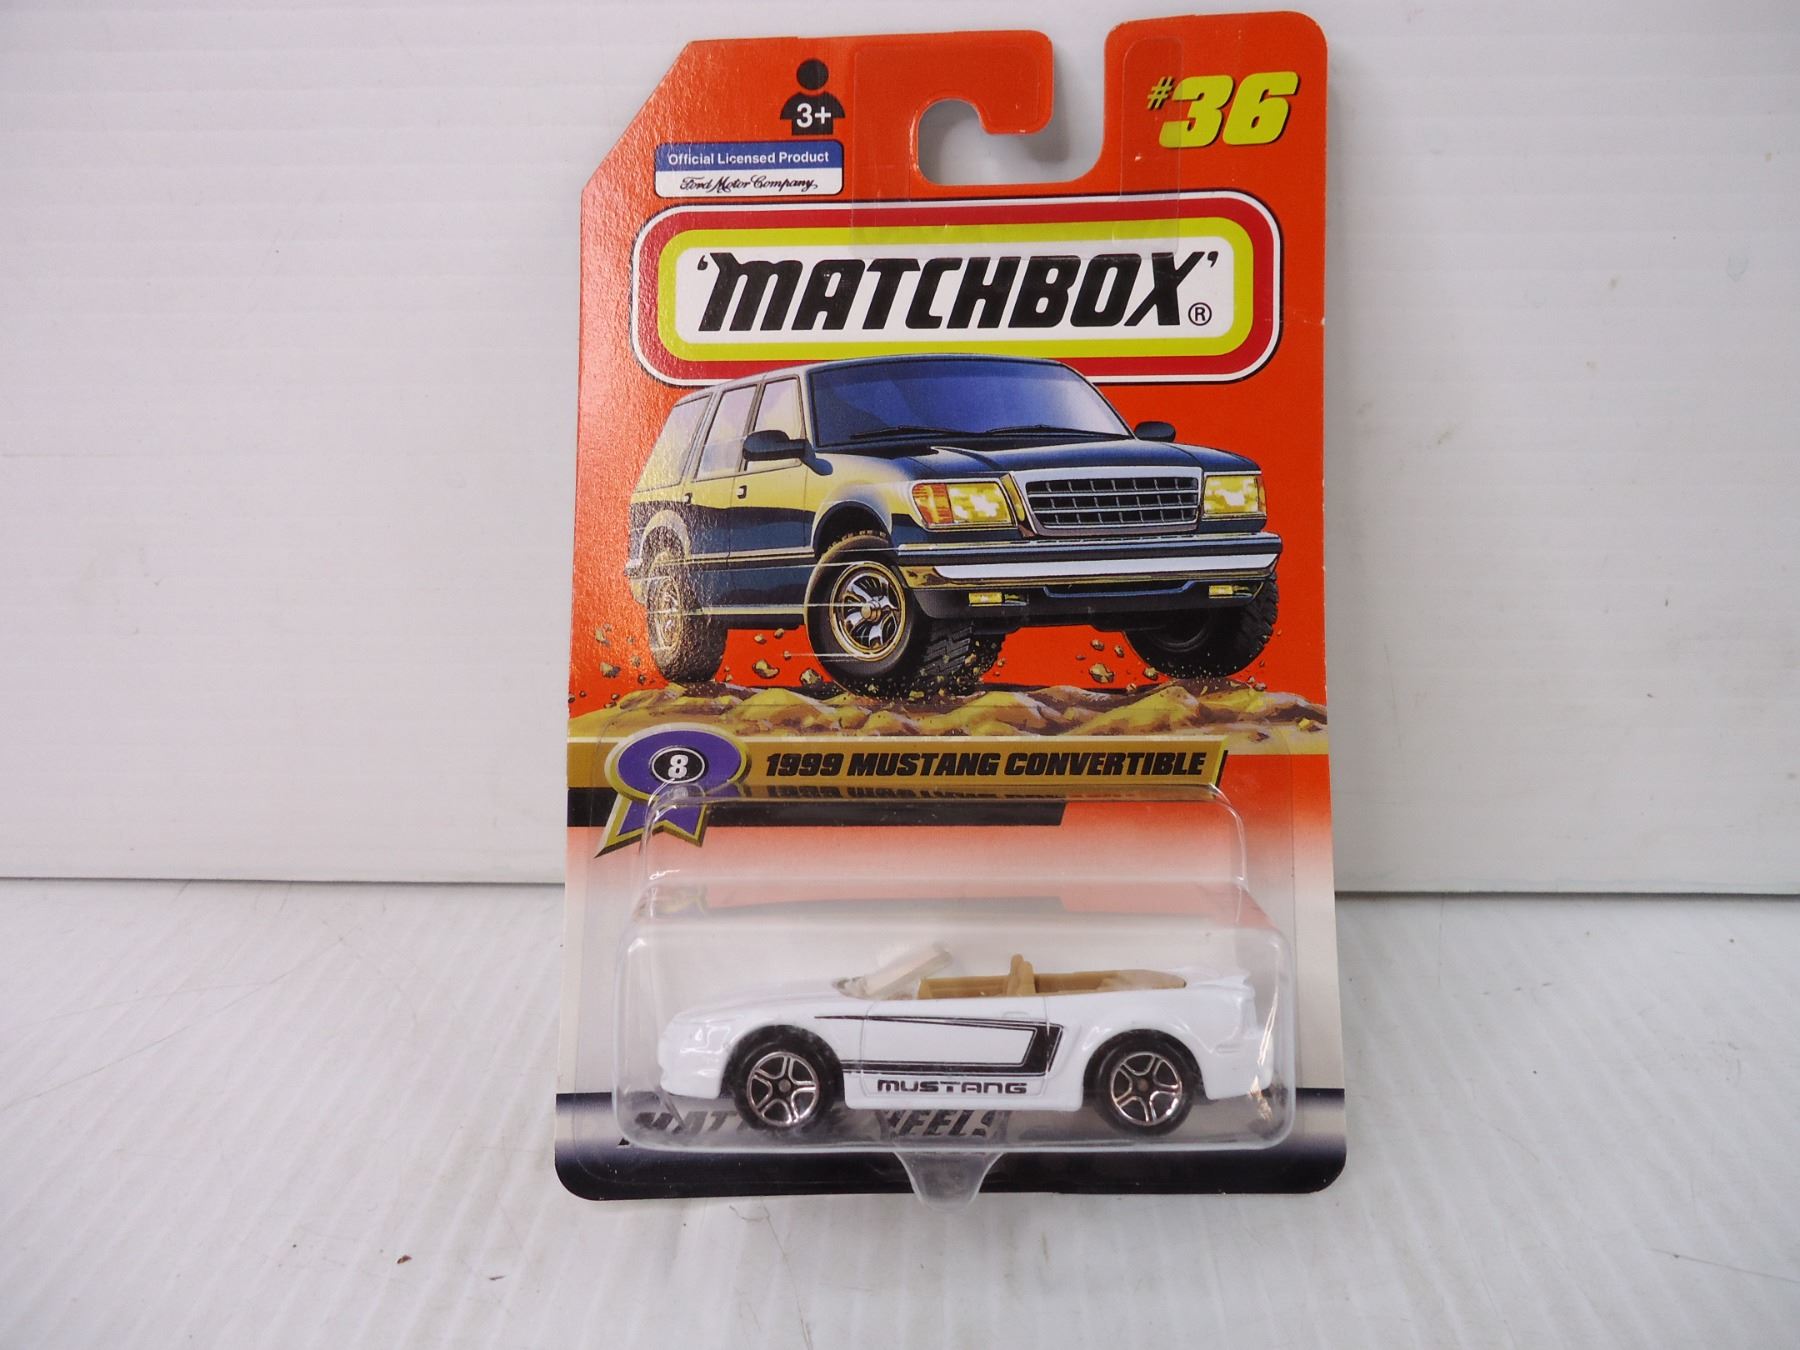 3+
#36
Official Licensed Product
Ford Motor Company
'MATCHBOX'®
8
1999 MUSTANG CONVERTIBLE
MUSTANG